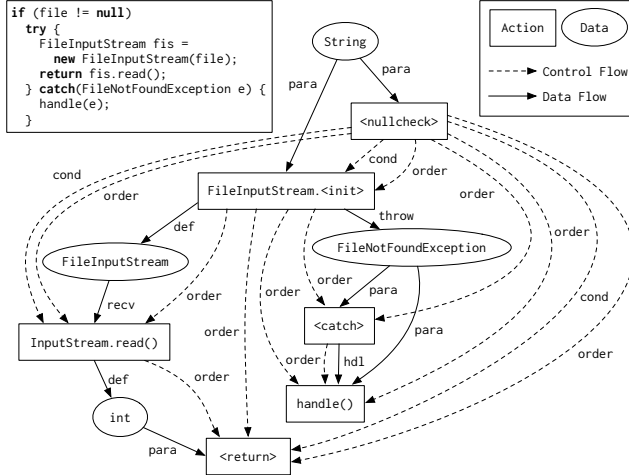 if (file != null)
try {
FileInputStream fis =
new FileInputStream(file);
return fis.read();
} catch(FileNotFoundException e) {
handle(e);
}
Action
Data
Control Flow
Data Flow
String
para
para
<nullcheck>
cond
order
cond
order
order
FileInputStream.<init>
def
throw
order
FileInputStream
FileNotFoundException
order
order
order
order
para
recv
order
cond
para
InputStream.read()
<catch>
order
hdl
order
def
order
int
handle()
para
<return>